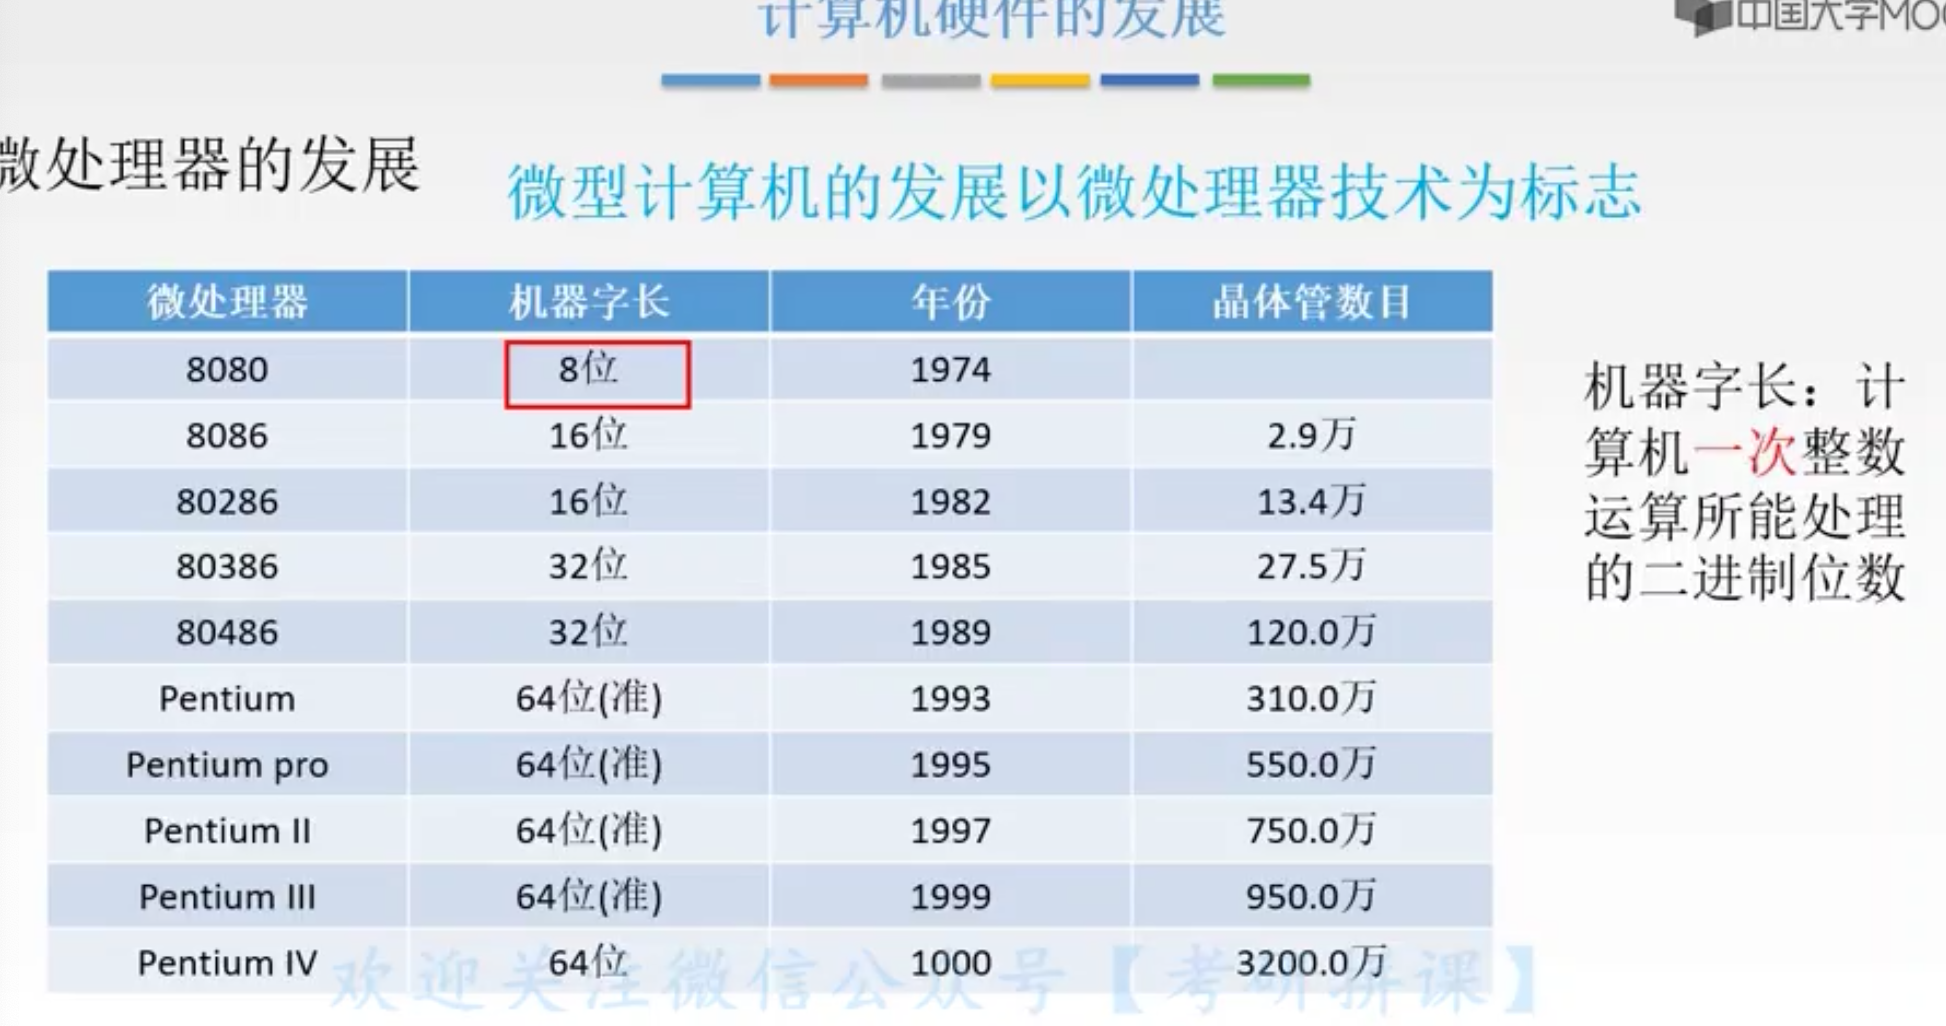 计算机硬件的发展
中国大学MOO
微处理器的发展
微型计算机的发展以微处理器技术为标志
微处理器 机器字长 年份 晶体管数目
8080 8位 1974
8086 16位 1979 2.9万
80286 16位 1982 13.4万
80386 32位 1985 27.5万
80486 32位 1989 120.0万
Pentium 64位(准) 1993 310.0万
Pentium pro 64位(准) 1995 550.0万
Pentium II 64位(准) 1997 750.0万
Pentium III 64位(准) 1999 950.0万
Pentium IV 64位 1000 3200.0万
机器字长：计
算机一次整数
运算所能处理
的二进制位数
欢迎关注微信公众号【考研拼课】